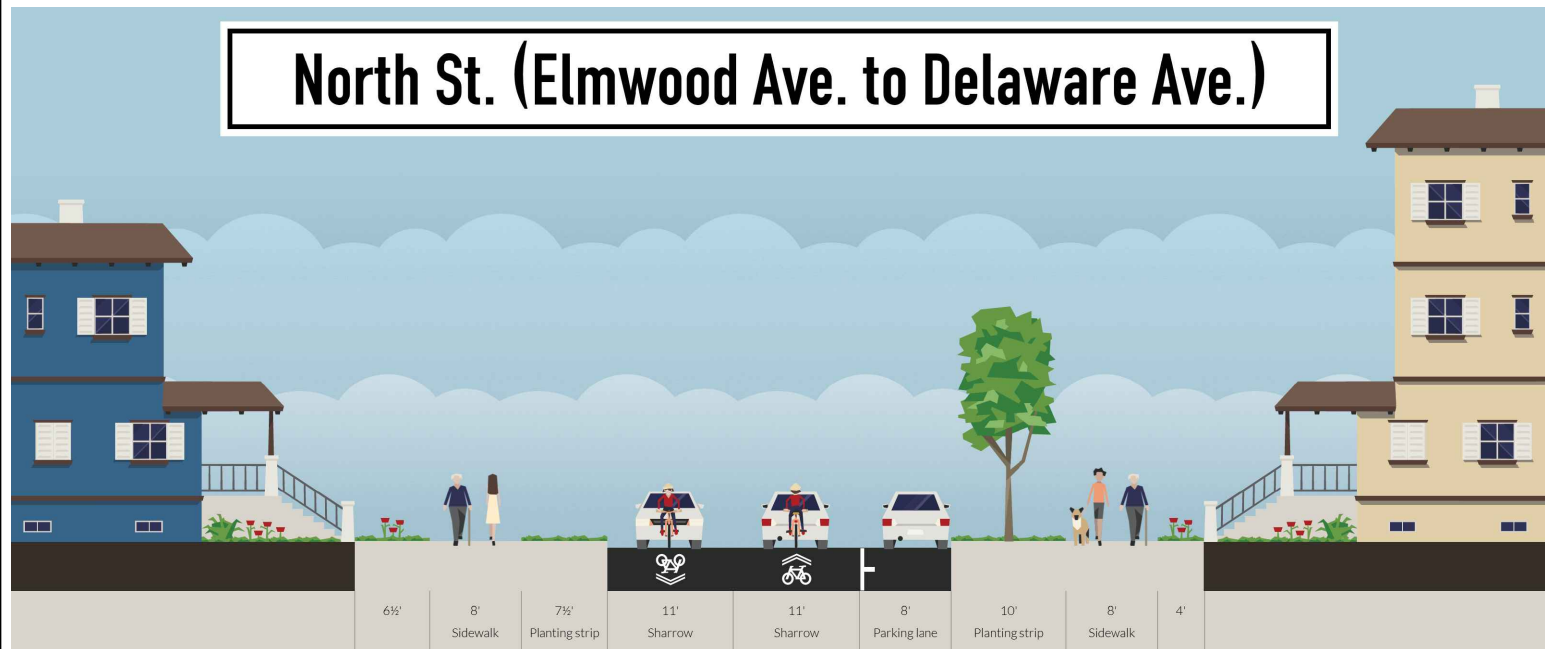 North St. (Elmwood Ave. to Delaware Ave.)
6½' 8' 7½' 11' 11' 8' 10' 8' 4'
Sidewalk Planting strip Sharrow Sharrow Parking lane Planting strip Sidewalk